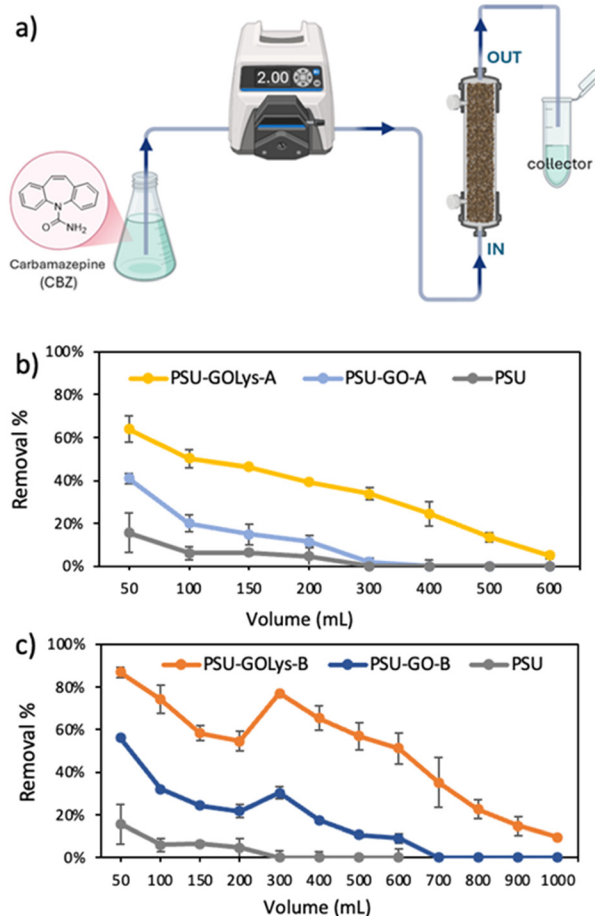 a)
2.00
OUT
collector
IN
N
O
NH₂
Carbamazepine
(CBZ)
b)
100%
80%
60%
40%
20%
0%
Removal %
PSU-GOLys-A PSU-GO-A PSU
50 100 150 200 300 400 500 600
Volume (mL)
c)
100%
80%
60%
40%
20%
0%
Removal %
PSU-GOLys-B PSU-GO-B PSU
50 100 150 200 300 400 500 600 700 800 900 1000
Volume (mL)